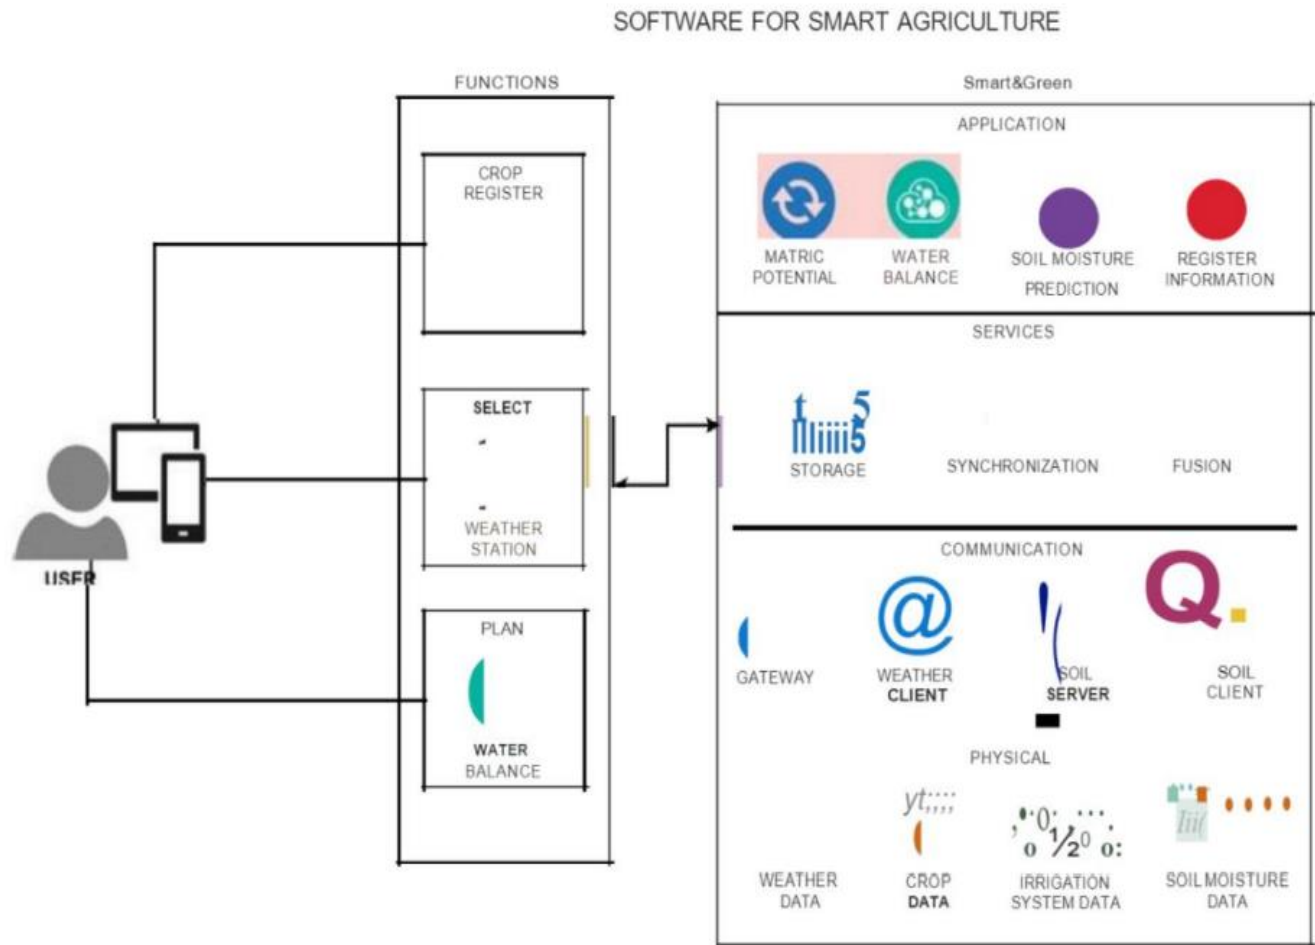 SOFTWARE FOR SMART AGRICULTURE
FUNCTIONS
CROP
REGISTER
SELECT
WEATHER
STATION
PLAN
WATER
BALANCE
USER
Smart&Green
APPLICATION
MATRIC
POTENTIAL
WATER
BALANCE
SOIL MOISTURE
PREDICTION
REGISTER
INFORMATION
SERVICES
t 5
STORAGE
SYNCHRONIZATION
FUSION
COMMUNICATION
@
Q.
GATEWAY
WEATHER
CLIENT
SOIL
SERVER
SOIL
CLIENT
PHYSICAL
yt;;;;
WEATHER
DATA
CROP
DATA
IRRIGATION
SYSTEM DATA
SOIL MOISTURE
DATA